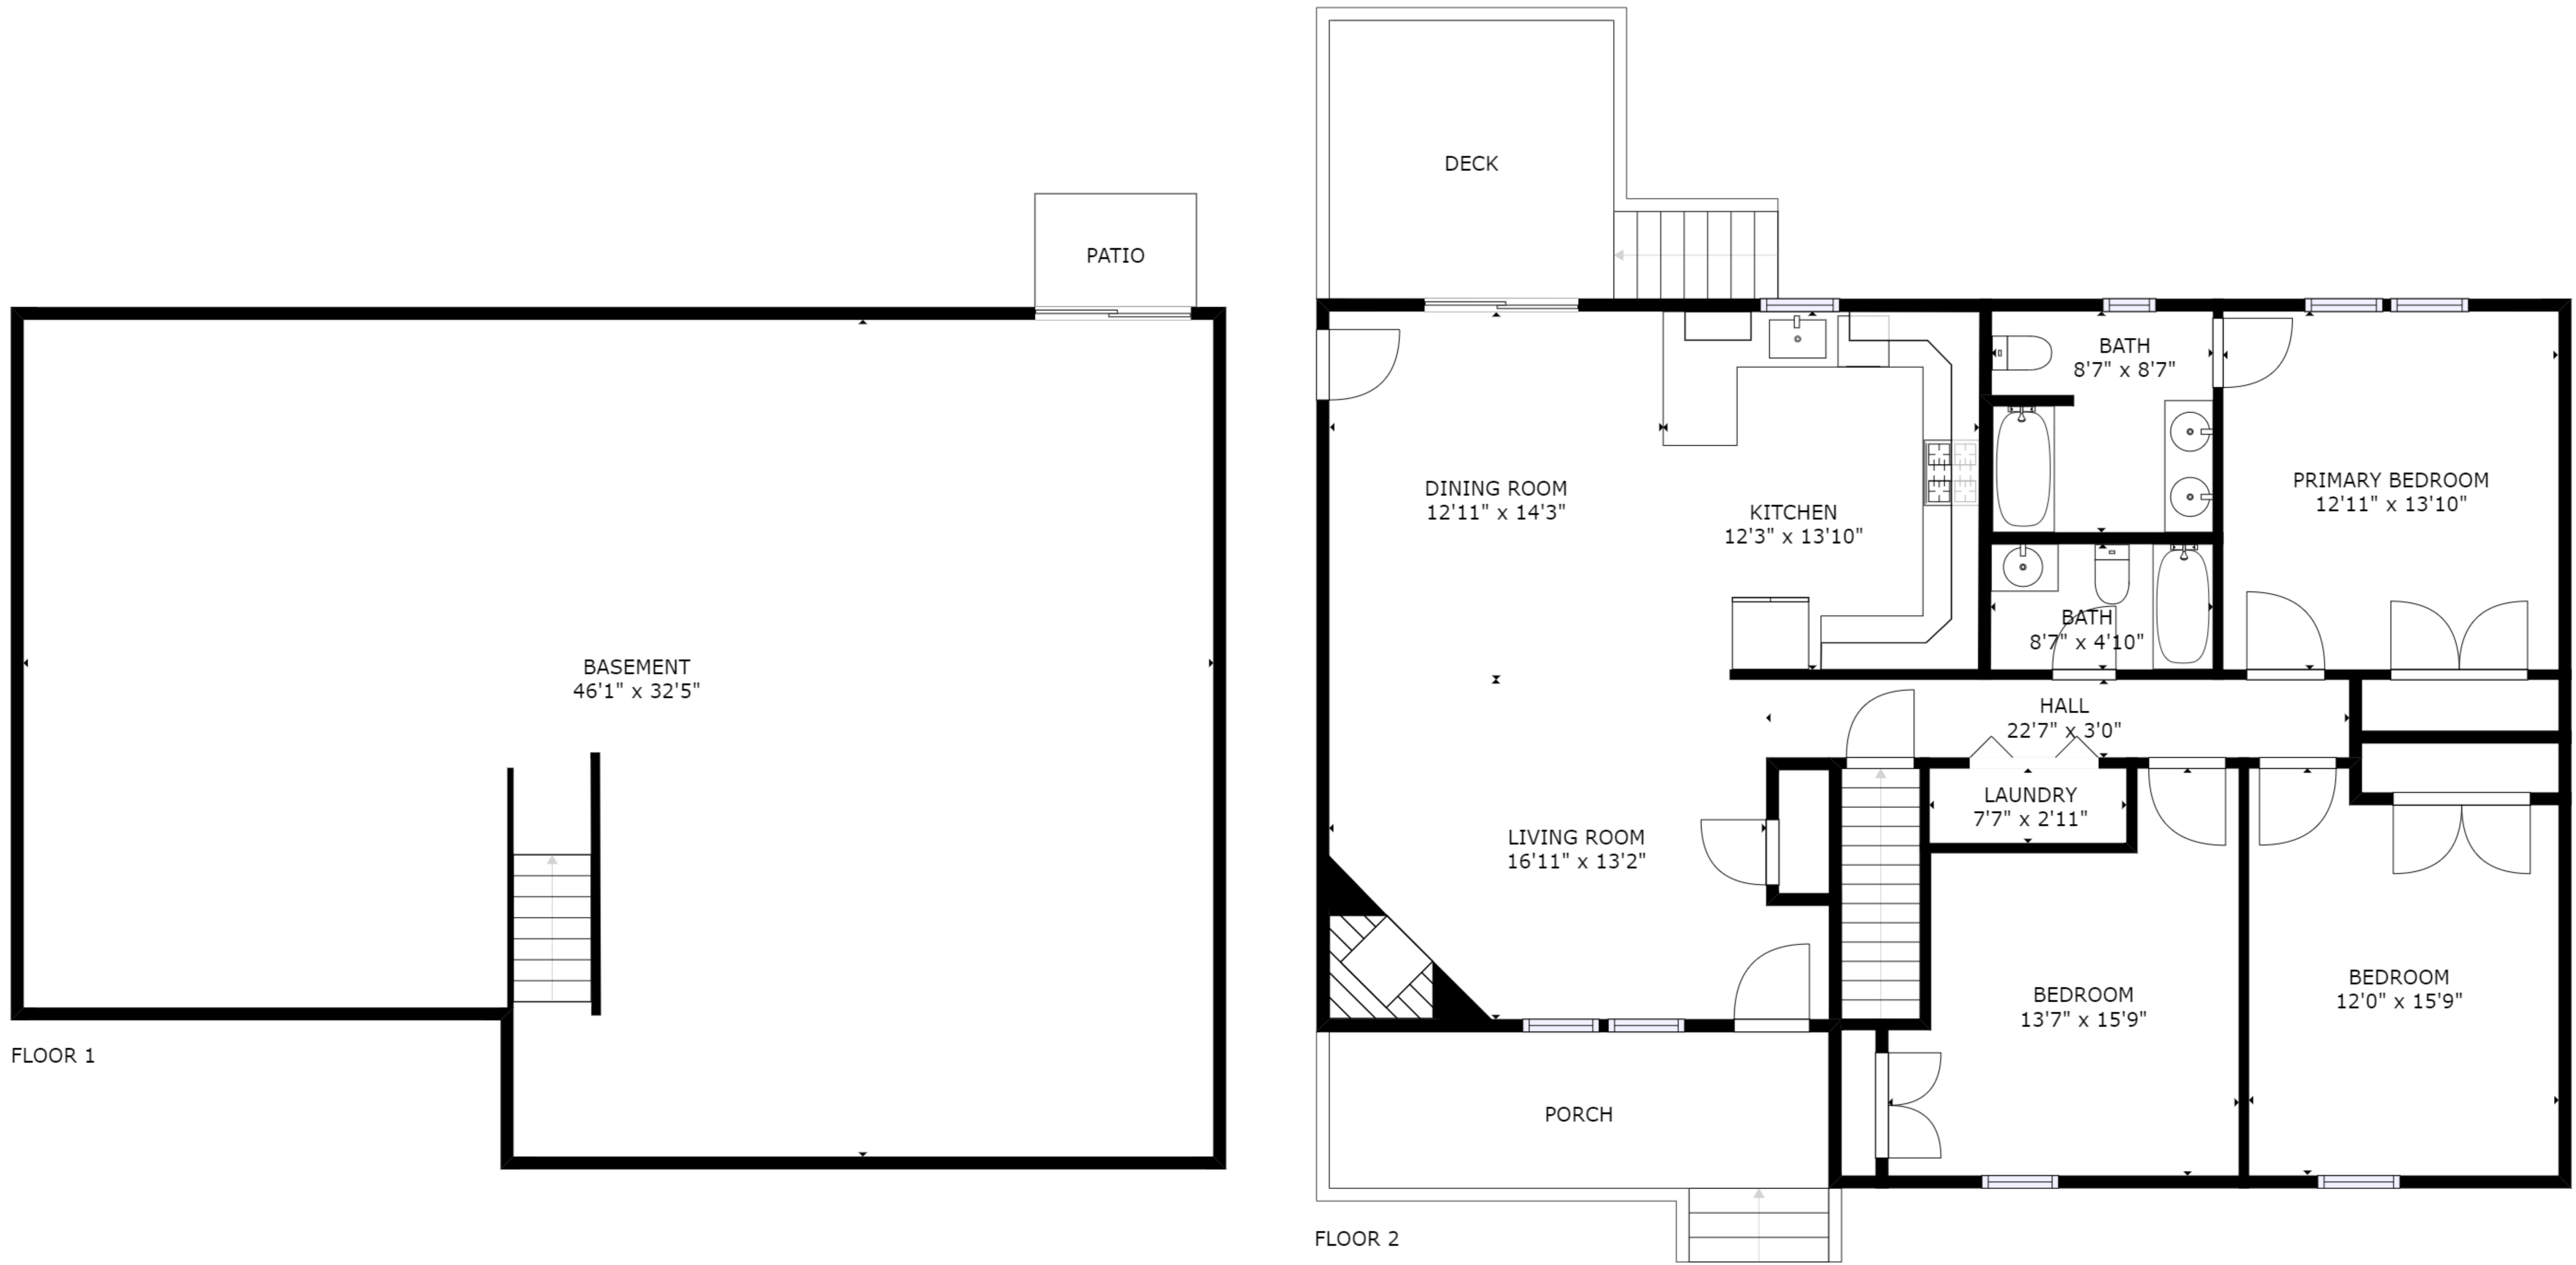 PATIO
BASEMENT
46'1" x 32'5"
FLOOR 1
DECK
DINING ROOM
12'11" x 14'3"
KITCHEN
12'3" x 13'10"
BATH
8'7" x 8'7"
PRIMARY BEDROOM
12'11" x 13'10"
BATH
8'7" x 4'10"
HALL
22'7" x 3'0"
LAUNDRY
7'7" x 2'11"
LIVING ROOM
16'11" x 13'2"
BEDROOM
13'7" x 15'9"
BEDROOM
12'0" x 15'9"
PORCH
FLOOR 2